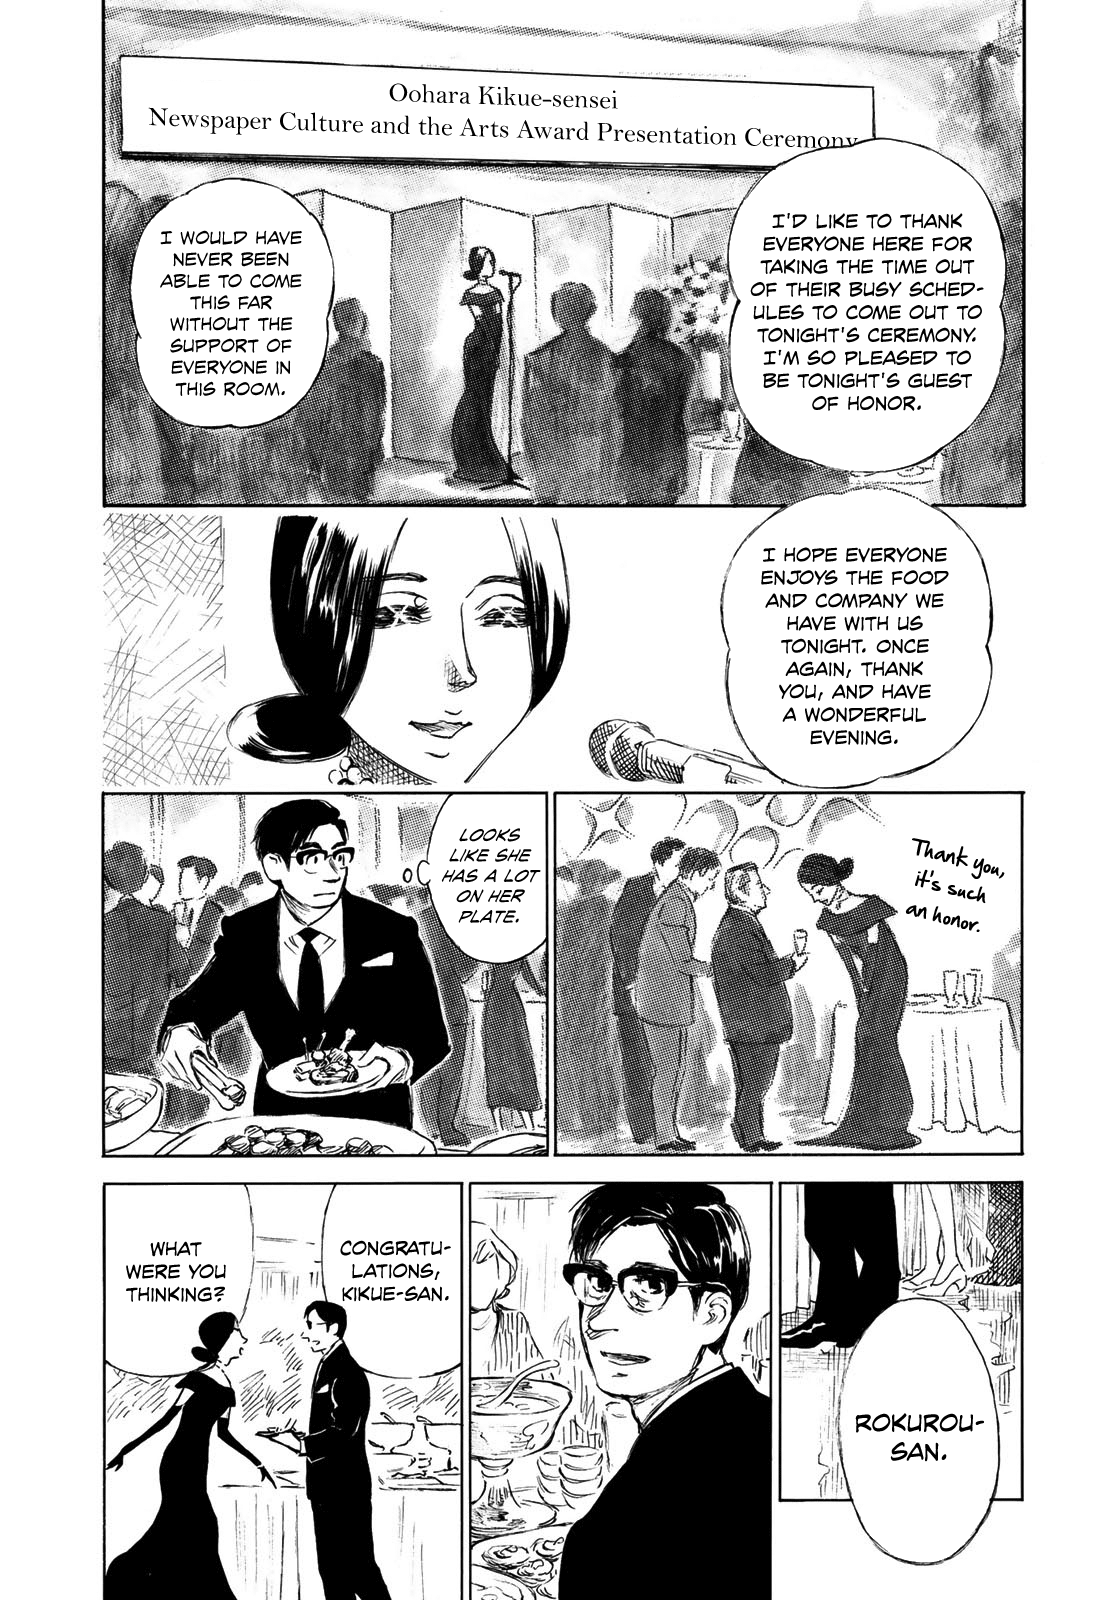 Oohara Kikue-sensei
Newspaper Culture and the Arts Award Presentation Ceremony
I'D LIKE TO THANK
EVERYONE HERE FOR
TAKING THE TIME OUT
OF THEIR BUSY SCHED-
ULES TO COME OUT TO
TONIGHT'S CEREMONY.
I'M SO PLEASED TO
BE TONIGHT'S GUEST
OF HONOR.
I WOULD HAVE
NEVER BEEN
ABLE TO COME
THIS FAR
WITHOUT THE
SUPPORT OF
EVERYONE IN
THIS ROOM.
I HOPE EVERYONE
ENJOYS THE FOOD
AND COMPANY WE
HAVE WITH US
TONIGHT. ONCE
AGAIN, THANK
YOU, AND HAVE
A WONDERFUL
EVENING.
Thank you,
it's such
an honor.
LOOKS
LIKE SHE
HAS A LOT
ON HER
PLATE.
ROKUROU-
SAN.
CONGRATU-
LATIONS,
KIKUE-SAN.
WHAT
WERE YOU
THINKING?